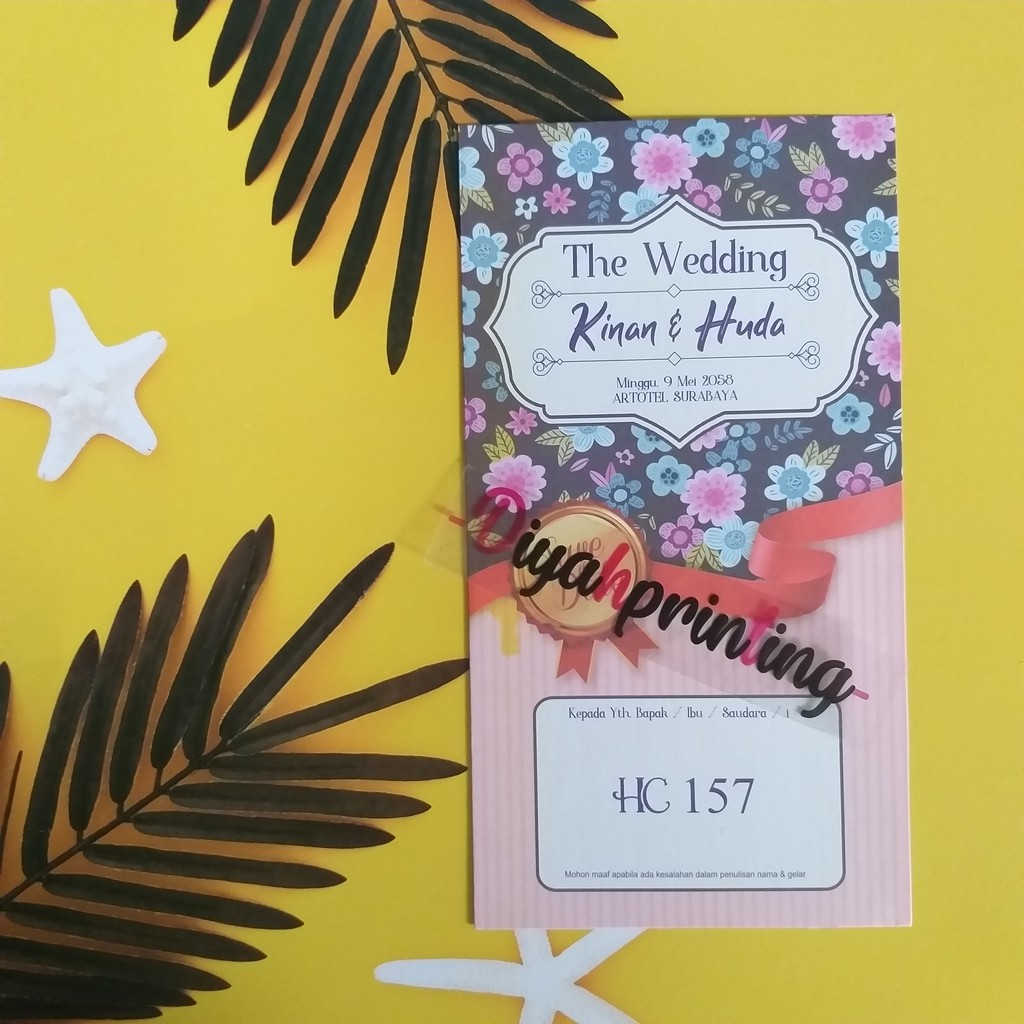 The Wedding
Kinan & Huda
Minggu, 9 Mei 2058
ARTOTEL SURABAYA
Diyahprinting
Kepada Yth. Bapak / Ibu / Saudara /
HC 157
Mohon maaf apabila ada kesalahan dalam penulisan nama & gelar